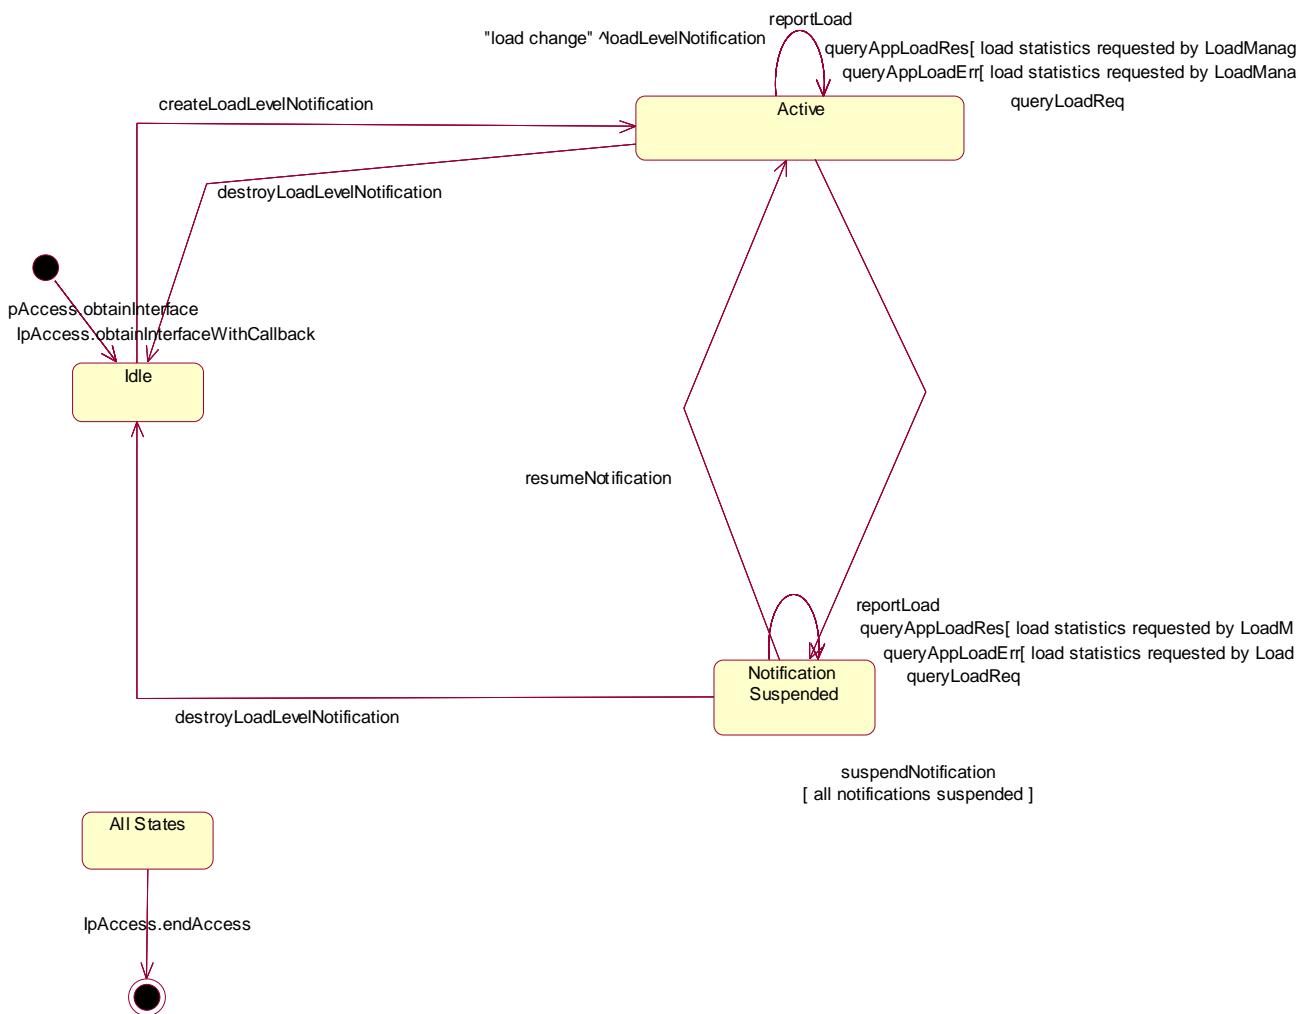 reportLoad
"load change" ^loadLevelNotification
queryAppLoadRes[ load statistics requested by LoadManag
queryAppLoadErr[ load statistics requested by LoadMana
queryLoadReq
createLoadLevelNotification
Active
destroyLoadLevelNotification
pAccess.obtainInterface
IpAccess.obtainInterfaceWithCallback
Idle
resumeNotification
reportLoad
queryAppLoadRes[ load statistics requested by LoadM
queryAppLoadErr[ load statistics requested by Load
queryLoadReq
Notification
Suspended
destroyLoadLevelNotification
suspendNotification
[ all notifications suspended ]
All States
IpAccess.endAccess